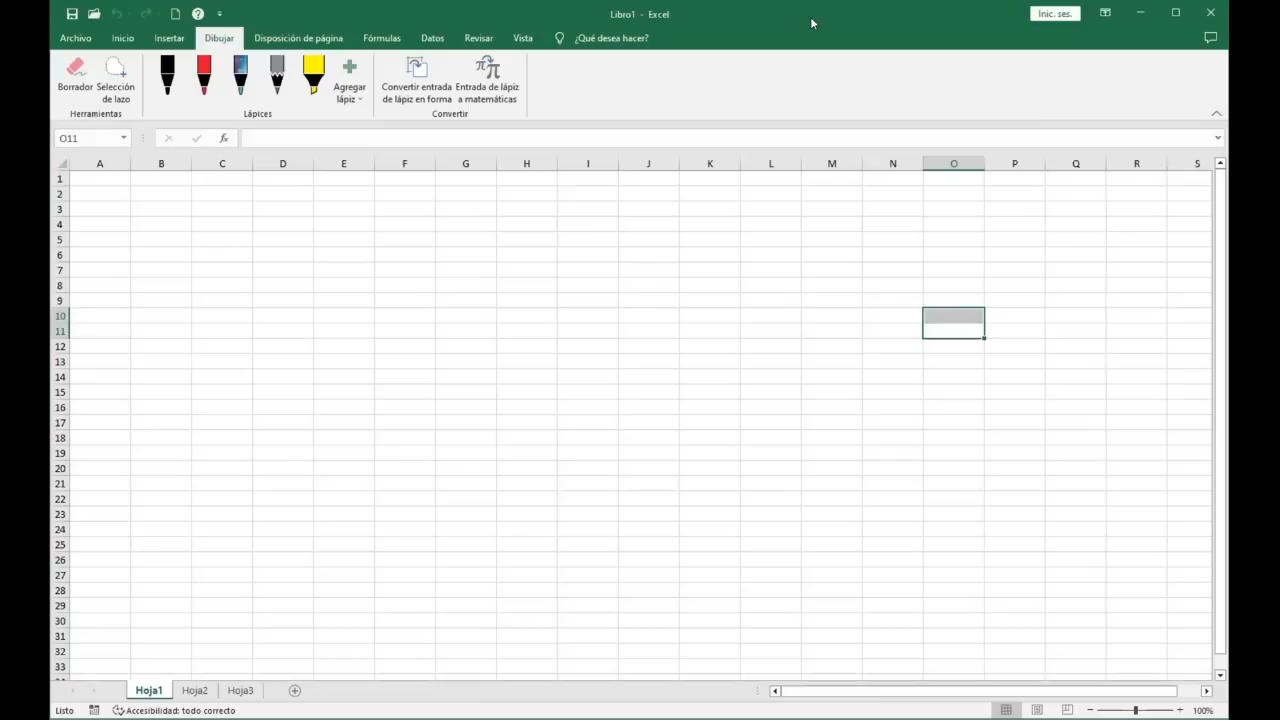 Libro1 - Excel
Inic. ses.
Archivo Inicio Insertar Dibujar Disposición de página Fórmulas Datos Revisar Vista ¿Qué desea hacer?
Borrador Selección de lazo
Agregar lápiz
Convertir entrada de lápiz en forma
Entrada de lápiz a matemáticas
Herramientas Lápices Convertir
O11 fx
A B C D E F G H I J K L M N O P Q R S
1
2
3
4
5
6
7
8
9
10
11
12
13
14
15
16
17
18
19
20
21
22
23
24
25
26
27
28
29
30
31
32
33
Hoja1 Hoja2 Hoja3
Listo Accesibilidad: todo correcto 100%